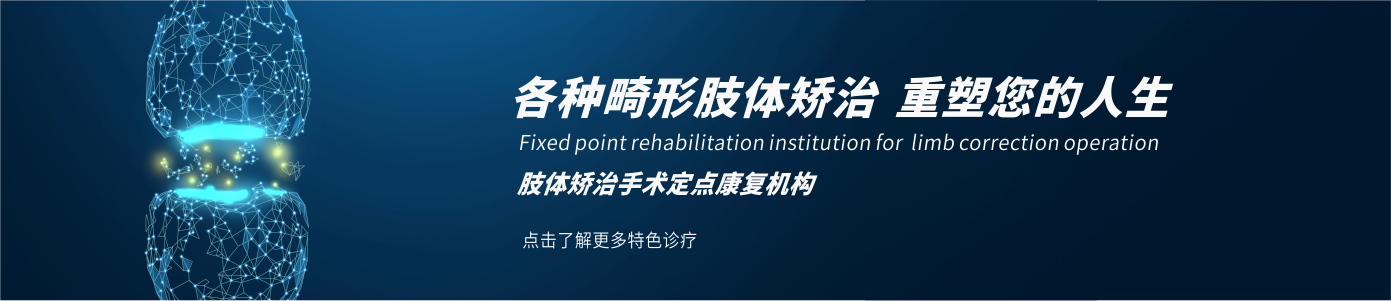 各种畸形肢体矫治 重塑您的人生
Fixed point rehabilitation institution for limb correction operation
肢体矫治手术定点康复机构
点击了解更多特色诊疗